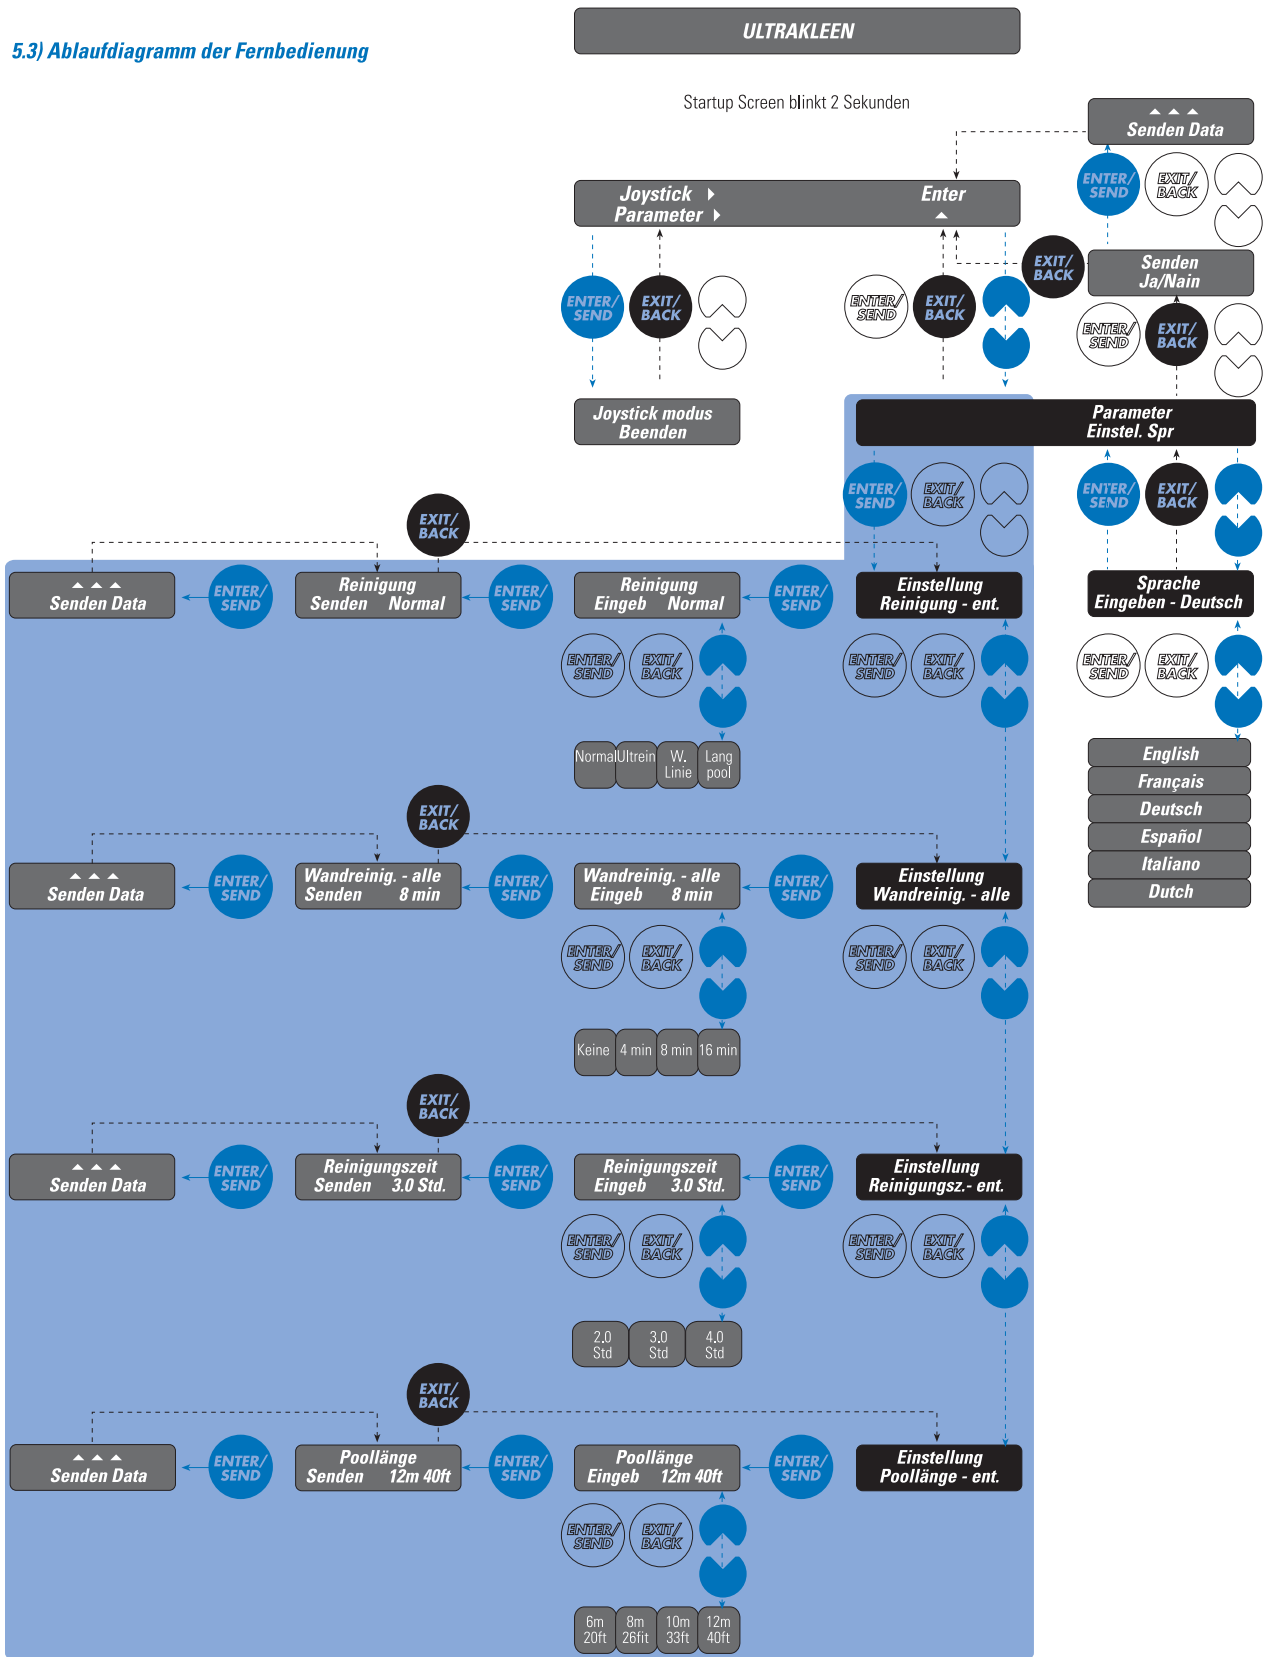 5.3) Ablaufdiagramm der Fernbedienung
ULTRAKLEEN
Startup Screen blinkt 2 Sekunden
Senden Data
ENTER/
SEND
EXIT/
BACK
Joystick
Parameter
Enter
EXIT/
BACK
Senden
Ja/Nain
ENTER/
SEND
EXIT/
BACK
ENTER/
SEND
EXIT/
BACK
ENTER/
SEND
EXIT/
BACK
Joystick modus
Beenden
Parameter
Einstel. Spr
ENTER/
SEND
EXIT/
BACK
ENTER/
SEND
EXIT/
BACK
EXIT/
BACK
Senden Data
ENTER/
SEND
Reinigung
Senden Normal
ENTER/
SEND
Reinigung
Eingeb Normal
ENTER/
SEND
Einstellung
Reinigung - ent.
Sprache
Eingeben - Deutsch
ENTER/
SEND
EXIT/
BACK
ENTER/
SEND
EXIT/
BACK
ENTER/
SEND
EXIT/
BACK
Normal
Ultrein
W.
Linie
Lang
pool
English
Français
Deutsch
Español
Italiano
Dutch
EXIT/
BACK
Senden Data
ENTER/
SEND
Wandreinig. - alle
Senden 8 min
ENTER/
SEND
Wandreinig. - alle
Eingeb 8 min
ENTER/
SEND
Einstellung
Wandreinig. - alle
ENTER/
SEND
EXIT/
BACK
ENTER/
SEND
EXIT/
BACK
Keine
4 min
8 min
16 min
EXIT/
BACK
Senden Data
ENTER/
SEND
Reinigungszeit
Senden 3.0 Std.
ENTER/
SEND
Reinigungszeit
Eingeb 3.0 Std.
ENTER/
SEND
Einstellung
Reinigungsz.- ent.
ENTER/
SEND
EXIT/
BACK
ENTER/
SEND
EXIT/
BACK
2.0
Std
3.0
Std
4.0
Std
EXIT/
BACK
Senden Data
ENTER/
SEND
Poollänge
Senden 12m 40ft
ENTER/
SEND
Poollänge
Eingeb 12m 40ft
ENTER/
SEND
Einstellung
Poollänge - ent.
ENTER/
SEND
EXIT/
BACK
6m
20ft
8m
26fit
10m
33ft
12m
40ft